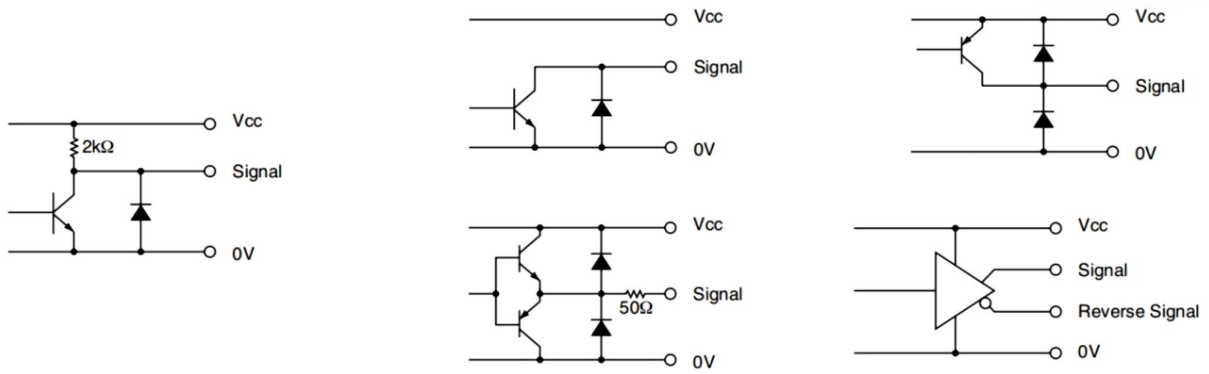 Vcc
2kΩ
Signal
0V
Vcc
Signal
0V
Vcc
Signal
0V
Vcc
Signal
50Ω
0V
Vcc
Signal
Reverse Signal
0V